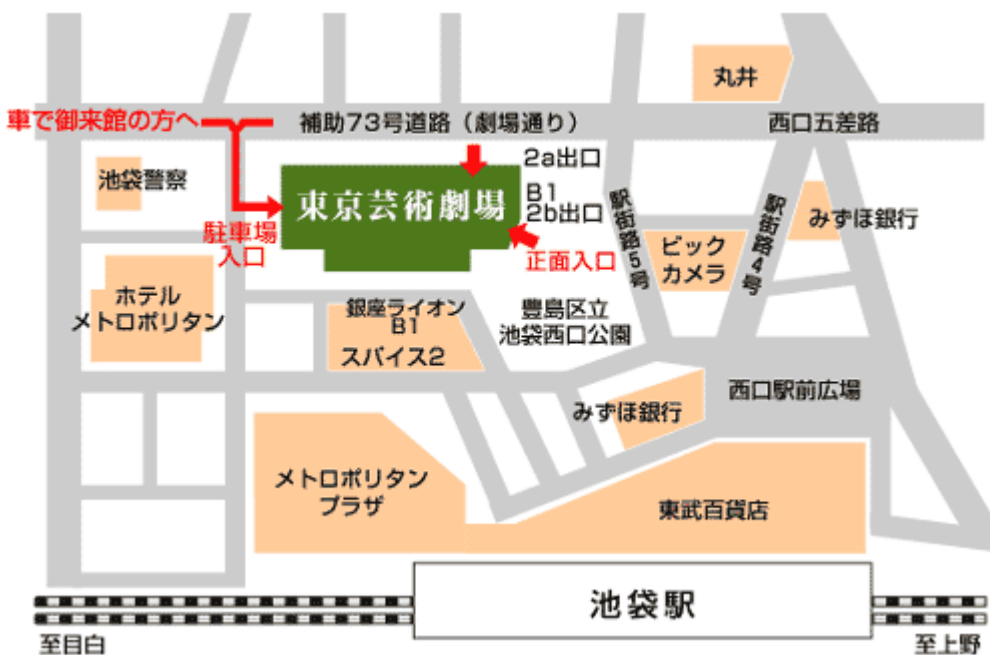 丸井
車で御来館の方へ
補助73号道路（劇場通り）
西口五差路
2a出口
池袋警察
東京芸術劇場
B1
2b出口
駅街路5号
駅街路4号
みずほ銀行
駐車場
入口
正面入口
ビック
カメラ
ホテル
メトロポリタン
銀座ライオン
B1
スパイス2
豊島区立
池袋西口公園
西口駅前広場
みずほ銀行
メトロポリタン
プラザ
東武百貨店
池袋駅
至目白
至上野